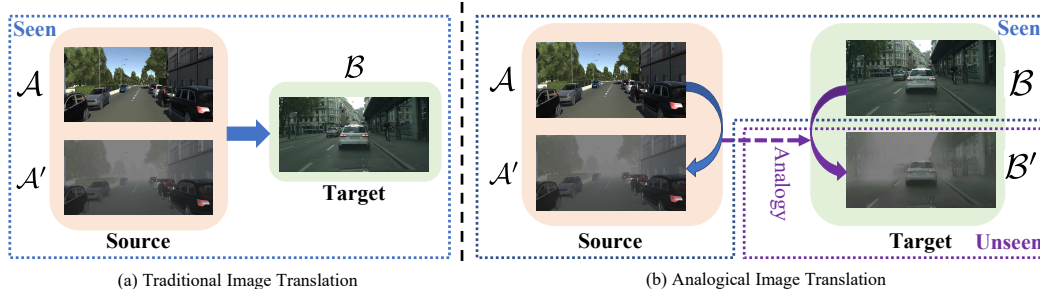 Seen
𝒜
𝒜′
ℬ
Source
Target
(a) Traditional Image Translation
Seen
𝒜
𝒜′
Analogy
ℬ
ℬ′
Source
Target
Unseen
(b) Analogical Image Translation